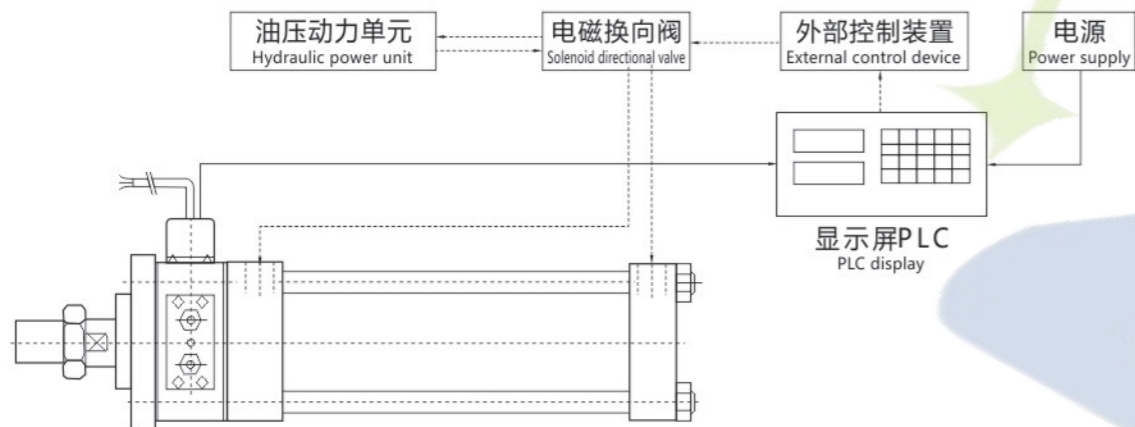 油压动力单元
Hydraulic power unit
电磁换向阀
Solenoid directional valve
外部控制装置
External control device
电源
Power supply
显示屏PLC
PLC display